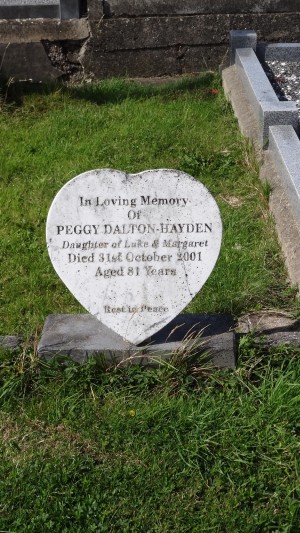 In Loving Memory
Of
PEGGY DALTON-HAYDEN
Daughter of Luke & Margaret
Died 31st October 2001
Aged 81 Years
Rest in Peace